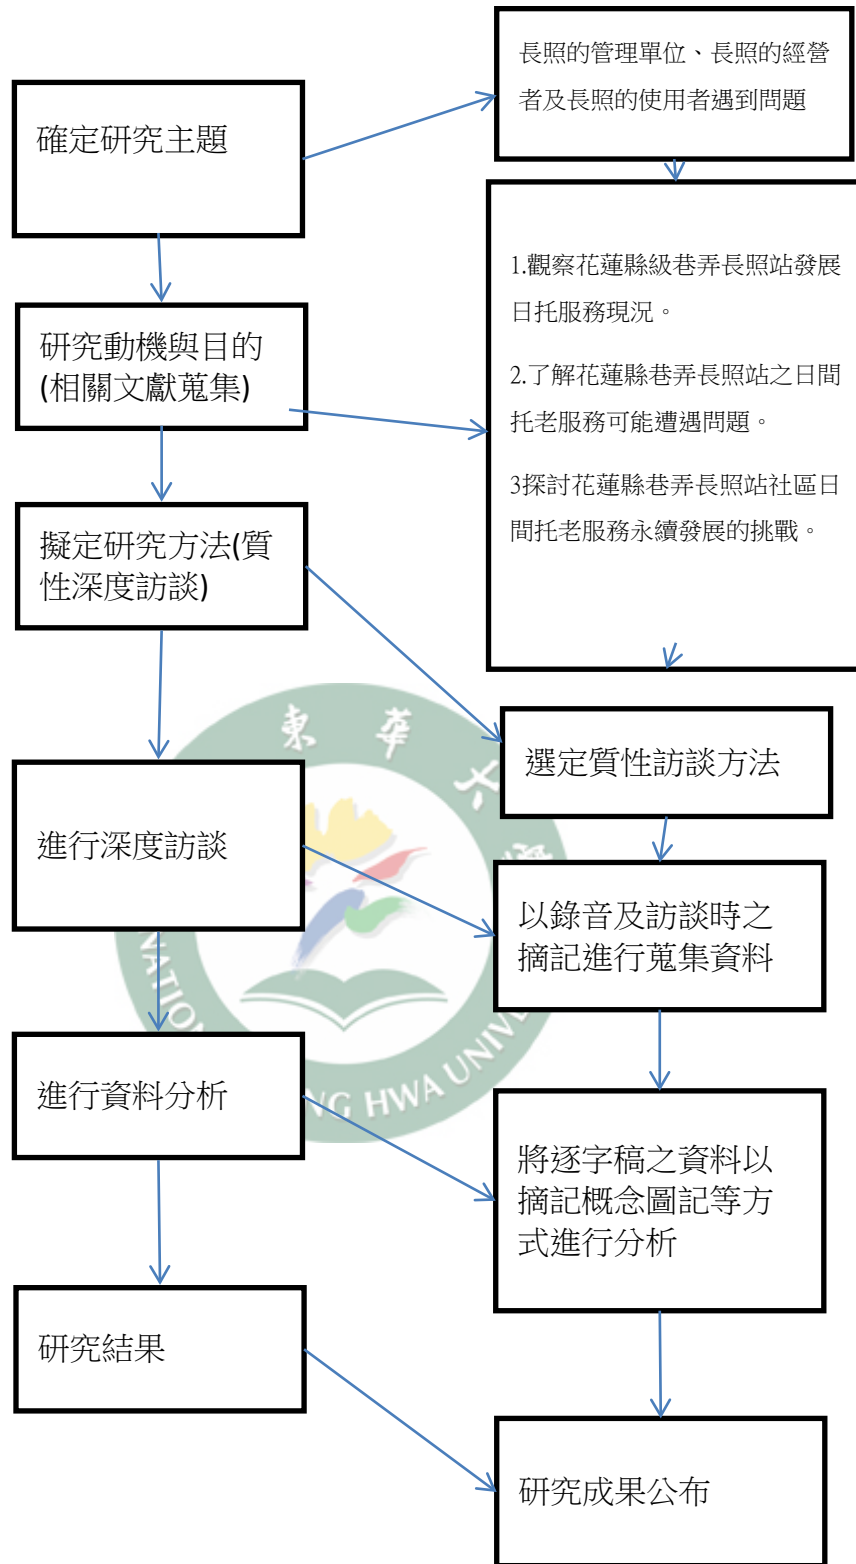 長照的管理單位、長照的經營
者及長照的使用者遇到問題
確定研究主題
1.觀察花蓮縣級巷弄長照站發展
日托服務現況。
2.了解花蓮縣巷弄長照站之日間
托老服務可能遭遇問題。
3探討花蓮縣巷弄長照站社區日
間托老服務永續發展的挑戰。
研究動機與目的
(相關文獻蒐集)
擬定研究方法(質
性深度訪談)
東華大
選定質性訪談方法
進行深度訪談
以錄音及訪談時之
摘記進行蒐集資料
進行資料分析
NATION
NG HWA UNIVE
將逐字稿之資料以
摘記概念圖記等方
式進行分析
研究結果
研究成果公布